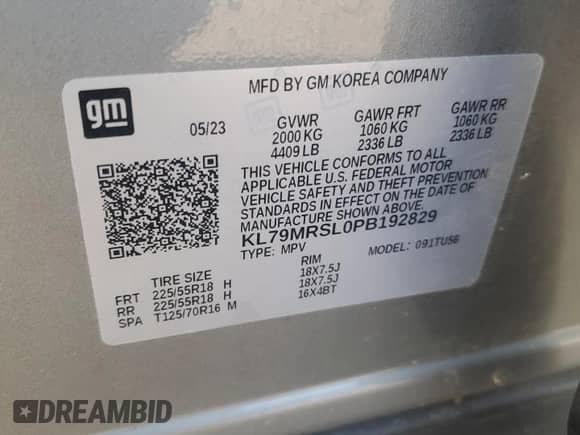 gm
MFD BY GM KOREA COMPANY
05/23 GVWR GAWR FRT GAWR RR
2000 KG 1060 KG 1060 KG
4409 LB 2336 LB 2336 LB
THIS VEHICLE CONFORMS TO ALL
APPLICABLE U.S. FEDERAL MOTOR
VEHICLE SAFETY AND THEFT PREVENTION
STANDARDS IN EFFECT ON THE DATE OF
MANUFACTURE SHOWN ABOVE.
KL79MRSL0PB192829
TYPE: MPV MODEL: 091TU56
TIRE SIZE RIM
FRT 225/55R18 H 18X7.5J
RR 225/55R18 H 18X7.5J
SPA T125/70R16 M 16X4BT
DREAMBID